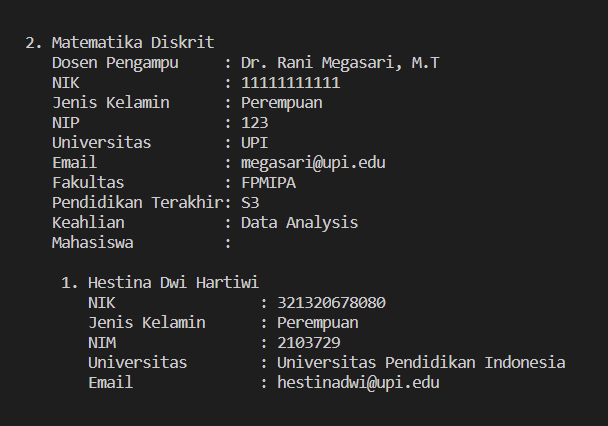 2. Matematika Diskrit
Dosen Pengampu : Dr. Rani Megasari, M.T
NIK : 11111111111
Jenis Kelamin : Perempuan
NIP : 123
Universitas : UPI
Email : megasari@upi.edu
Fakultas : FPMIPA
Pendidikan Terakhir: S3
Keahlian : Data Analysis
Mahasiswa :
1. Hestina Dwi Hartiwi
NIK : 321320678080
Jenis Kelamin : Perempuan
NIM : 2103729
Universitas : Universitas Pendidikan Indonesia
Email : hestinadwi@upi.edu